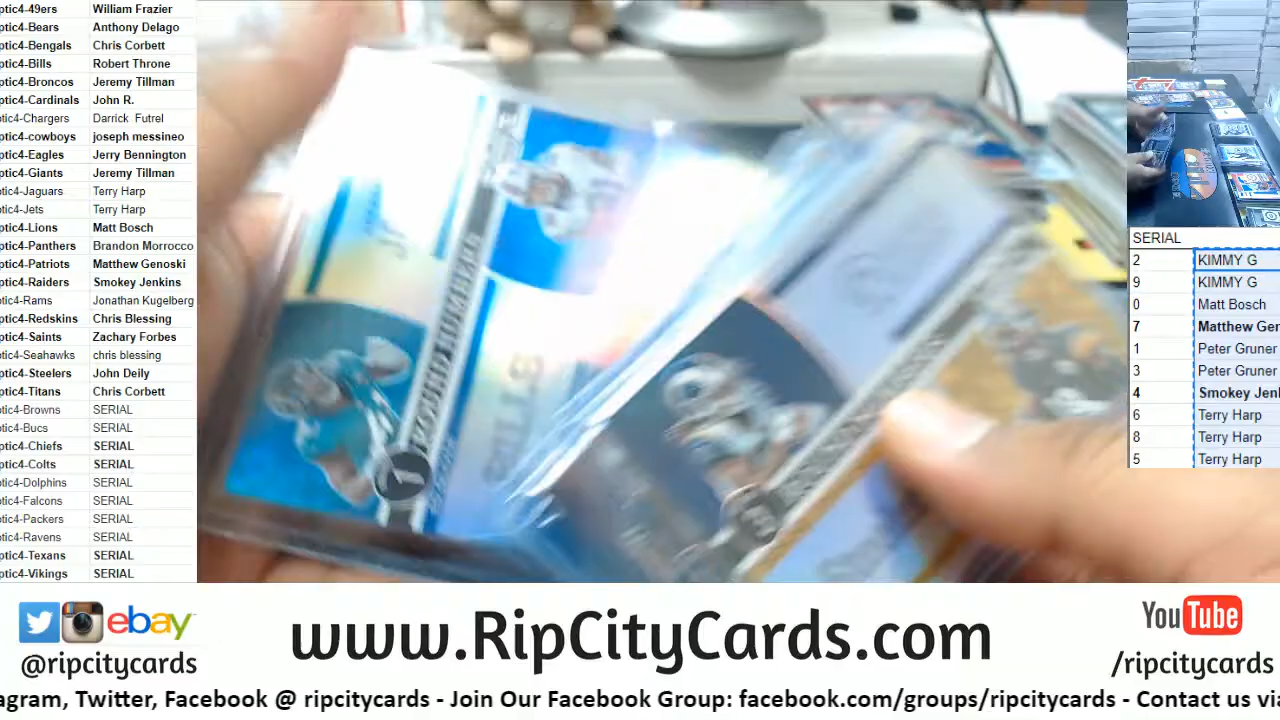 ptic4-49ers William Frazier
ptic4-Bears Anthony Delago
ptic4-Bengals Chris Corbett
ptic4-Bills Robert Throne
ptic4-Broncos Jeremy Tillman
ptic4-Cardinals John R.
ptic4-Chargers Darrick Futrel
ptic4-cowboys joseph messineo
ptic4-Eagles Jerry Bennington
ptic4-Giants Jeremy Tillman
ptic4-Jaguars Terry Harp
ptic4-Jets Terry Harp
ptic4-Lions Matt Bosch
ptic4-Panthers Brandon Morrocco
ptic4-Patriots Matthew Genoski
ptic4-Raiders Smokey Jenkins
ptic4-Rams Jonathan Kugelberg
ptic4-Redskins Chris Blessing
ptic4-Saints Zachary Forbes
ptic4-Seahawks chris blessing
ptic4-Steelers John Deily
ptic4-Titans Chris Corbett
ptic4-Browns SERIAL
ptic4-Bucs SERIAL
ptic4-Chiefs SERIAL
ptic4-Colts SERIAL
ptic4-Dolphins SERIAL
ptic4-Falcons SERIAL
ptic4-Packers SERIAL
ptic4-Ravens SERIAL
ptic4-Texans SERIAL
ptic4-Vikings SERIAL
SERIAL
2 KIMMY G
9 KIMMY G
0 Matt Bosch
7 Matthew Gen
1 Peter Gruner
3 Peter Gruner
4 Smokey Jenk
6 Terry Harp
8 Terry Harp
5 Terry Harp
ebay
@ripcitycards
www.RipCityCards.com
YouTube
/ripcitycards
agram, Twitter, Facebook @ ripcitycards - Join Our Facebook Group: facebook.com/groups/ripcitycards - Contact us via